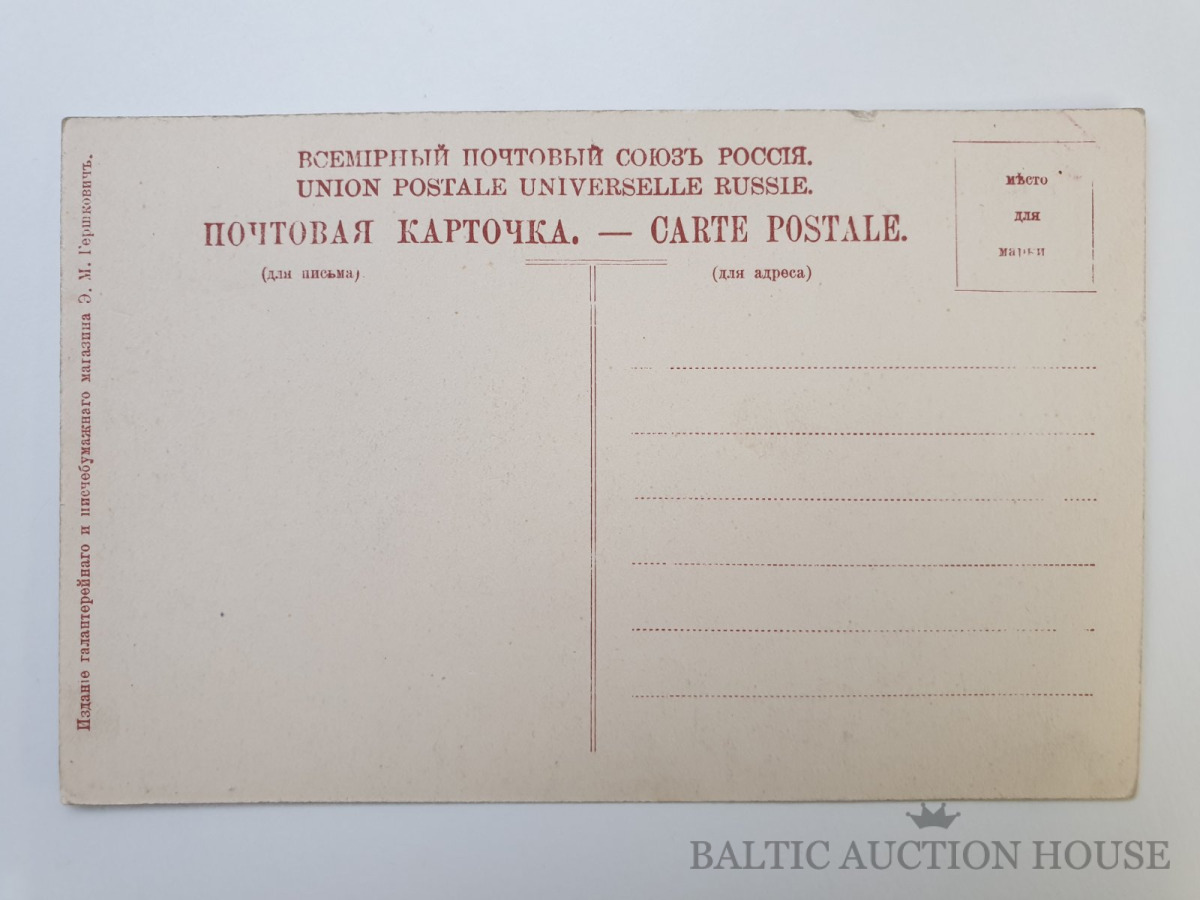 ВСЕМІРНЫЙ ПОЧТОВЫЙ СОЮЗЪ РОССІЯ.
UNION POSTALE UNIVERSELLE RUSSIE.
ПОЧТОВАЯ КАРТОЧКА. — CARTE POSTALE.
(для письма)
(для адреса)
мѣсто
для
марки
Изданіе галантерейнаго и писчебумажнаго магазина Э. М. Гершковичъ.
BALTIC AUCTION HOUSE